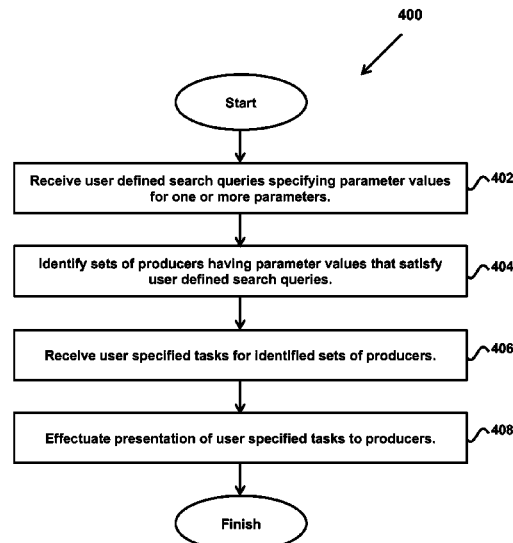 400
Start
Receive user defined search queries specifying parameter values
for one or more parameters.
402
Identify sets of producers having parameter values that satisfy
user defined search queries.
404
Receive user specified tasks for identified sets of producers.
406
Effectuate presentation of user specified tasks to producers.
408
Finish